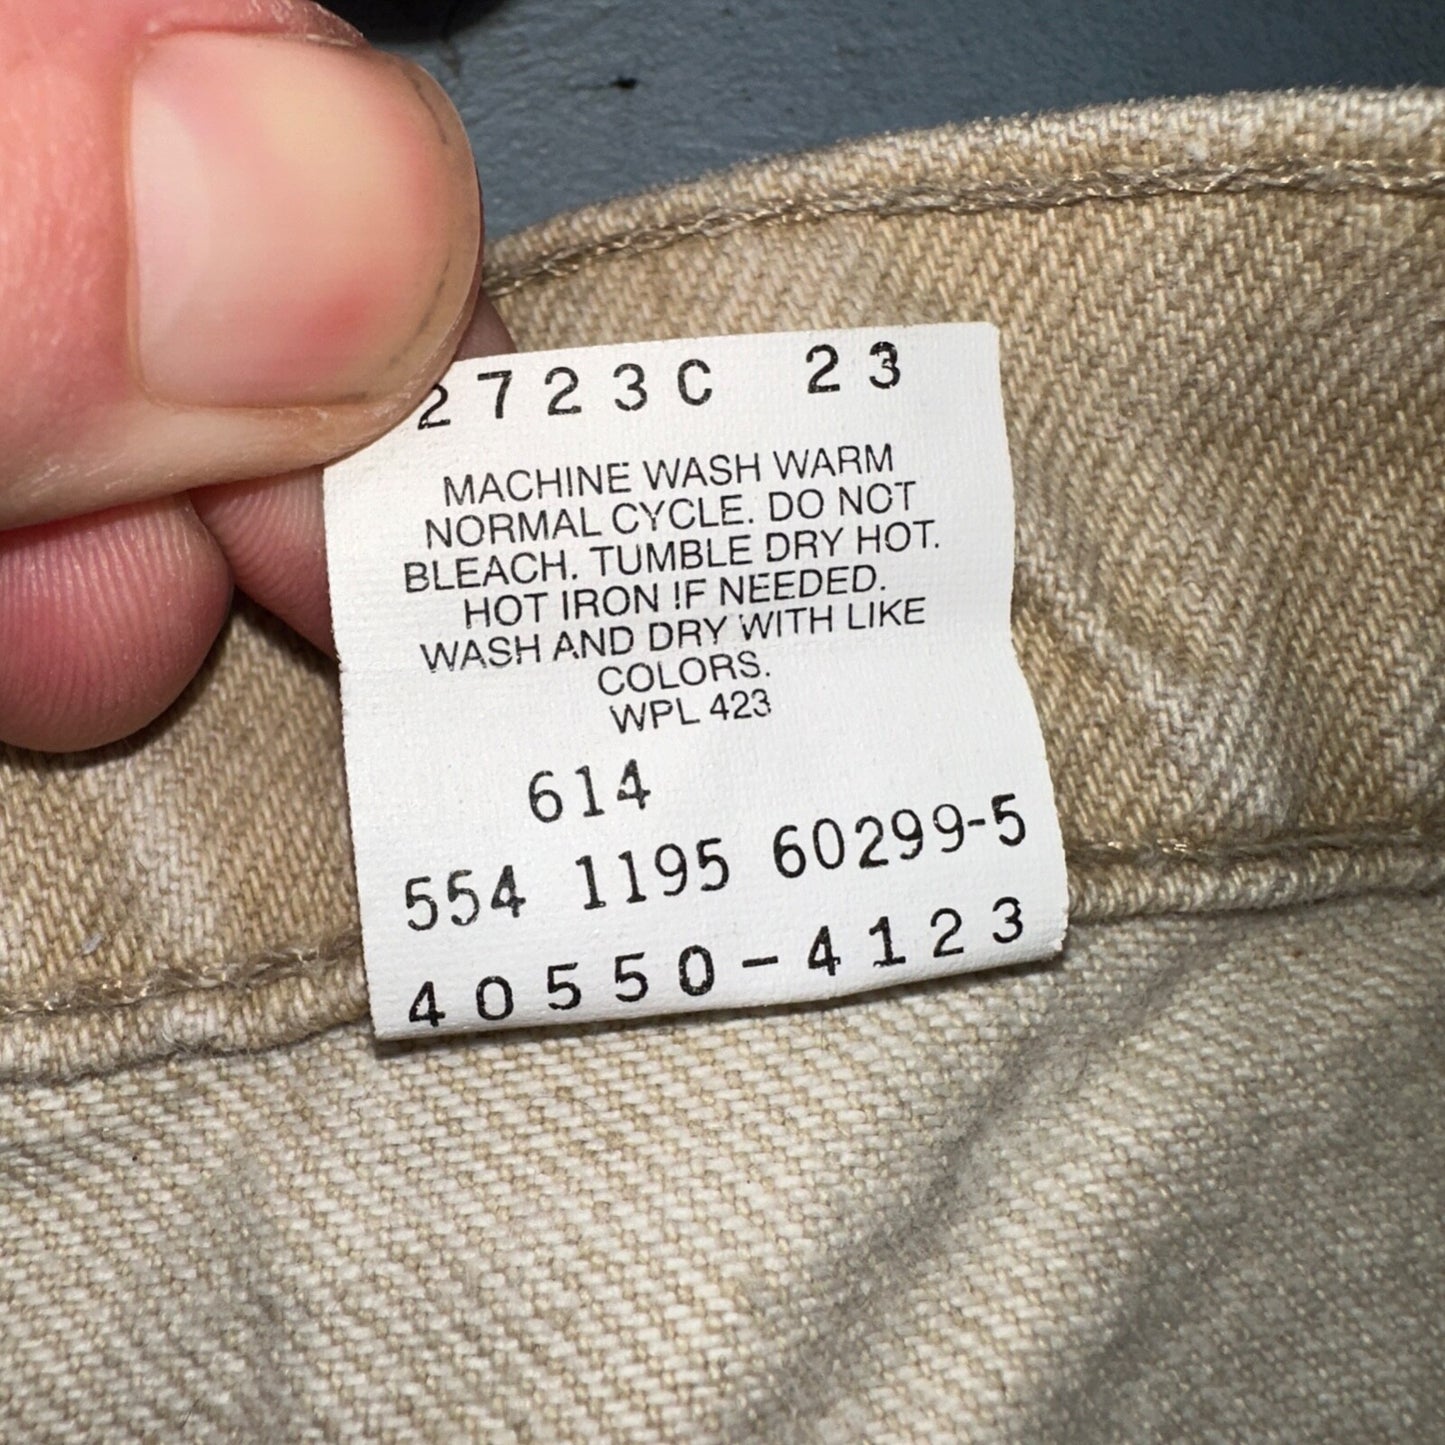 2723C 23
MACHINE WASH WARM
NORMAL CYCLE. DO NOT
BLEACH. TUMBLE DRY HOT.
HOT IRON IF NEEDED.
WASH AND DRY WITH LIKE
COLORS.
WPL 423
614
554 1195 60299-5
40550-4123